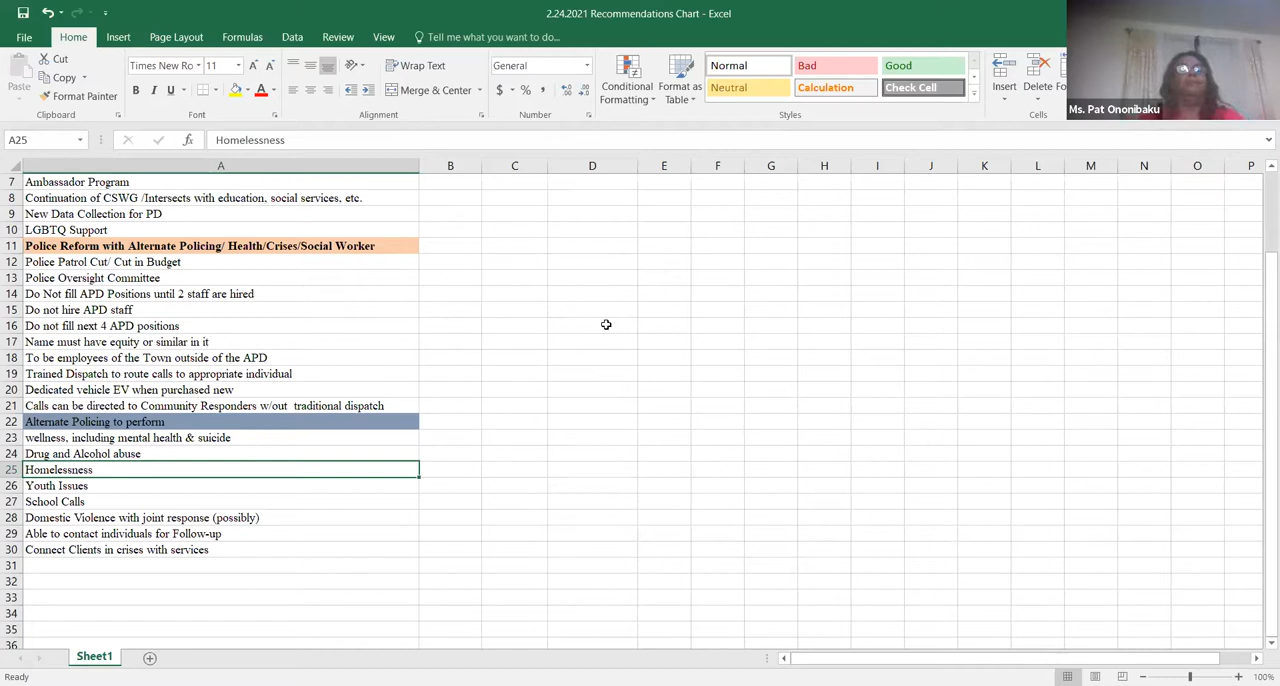 2.24.2021 Recommendations Chart - Excel
File Home Insert Page Layout Formulas Data Review View Tell me what you want to do...
Cut
Copy
Format Painter
Paste
Clipboard
Times New Ro 11
B I U
Font
Wrap Text
Merge & Center
Alignment
General
$ % ,
Number
Conditional Formatting
Format as Table
Normal Bad Good
Neutral Calculation Check Cell
Styles
Insert Delete
Cells
Ms. Pat Ononibaku
A25 fx Homelessness
A B C D E F G H I J K L M N O P
7 Ambassador Program
8 Continuation of CSWG /Intersects with education, social services, etc.
9 New Data Collection for PD
10 LGBTQ Support
11 Police Reform with Alternate Policing/ Health/Crises/Social Worker
12 Police Patrol Cut/ Cut in Budget
13 Police Oversight Committee
14 Do Not fill APD Positions until 2 staff are hired
15 Do not hire APD staff
16 Do not fill next 4 APD positions
17 Name must have equity or similar in it
18 To be employees of the Town outside of the APD
19 Trained Dispatch to route calls to appropriate individual
20 Dedicated vehicle EV when purchased new
21 Calls can be directed to Community Responders w/out traditional dispatch
22 Alternate Policing to perform
23 wellness, including mental health & suicide
24 Drug and Alcohol abuse
25 Homelessness
26 Youth Issues
27 School Calls
28 Domestic Violence with joint response (possibly)
29 Able to contact individuals for Follow-up
30 Connect Clients in crises with services
31
32
33
34
35
36
Sheet1
Ready
100%